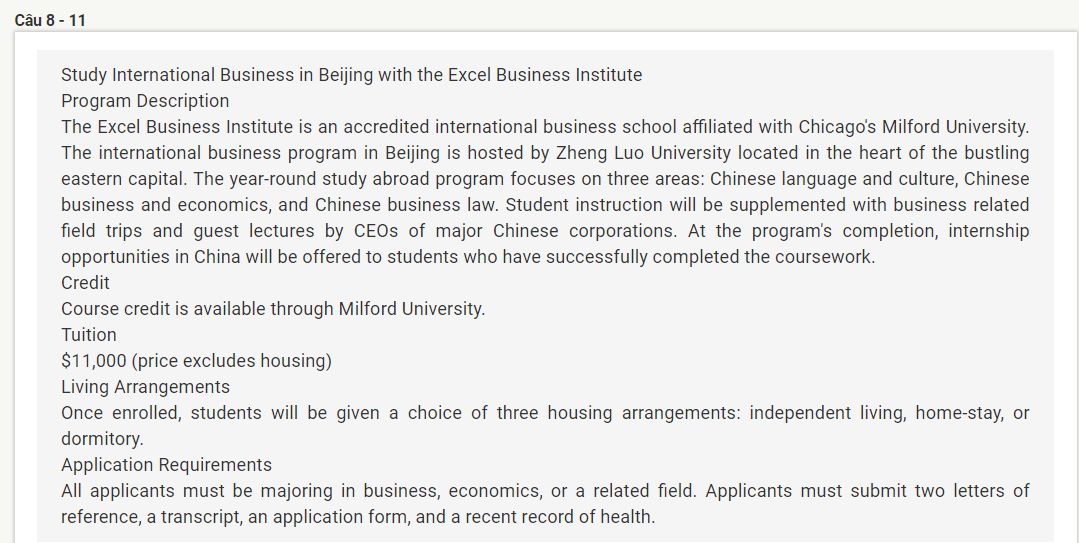 Câu 8 - 11
Study International Business in Beijing with the Excel Business Institute
Program Description
The Excel Business Institute is an accredited international business school affiliated with Chicago's Milford University.
The international business program in Beijing is hosted by Zheng Luo University located in the heart of the bustling
eastern capital. The year-round study abroad program focuses on three areas: Chinese language and culture, Chinese
business and economics, and Chinese business law. Student instruction will be supplemented with business related
field trips and guest lectures by CEOs of major Chinese corporations. At the program's completion, internship
opportunities in China will be offered to students who have successfully completed the coursework.
Credit
Course credit is available through Milford University.
Tuition
$11,000 (price excludes housing)
Living Arrangements
Once enrolled, students will be given a choice of three housing arrangements: independent living, home-stay, or
dormitory.
Application Requirements
All applicants must be majoring in business, economics, or a related field. Applicants must submit two letters of
reference, a transcript, an application form, and a recent record of health.